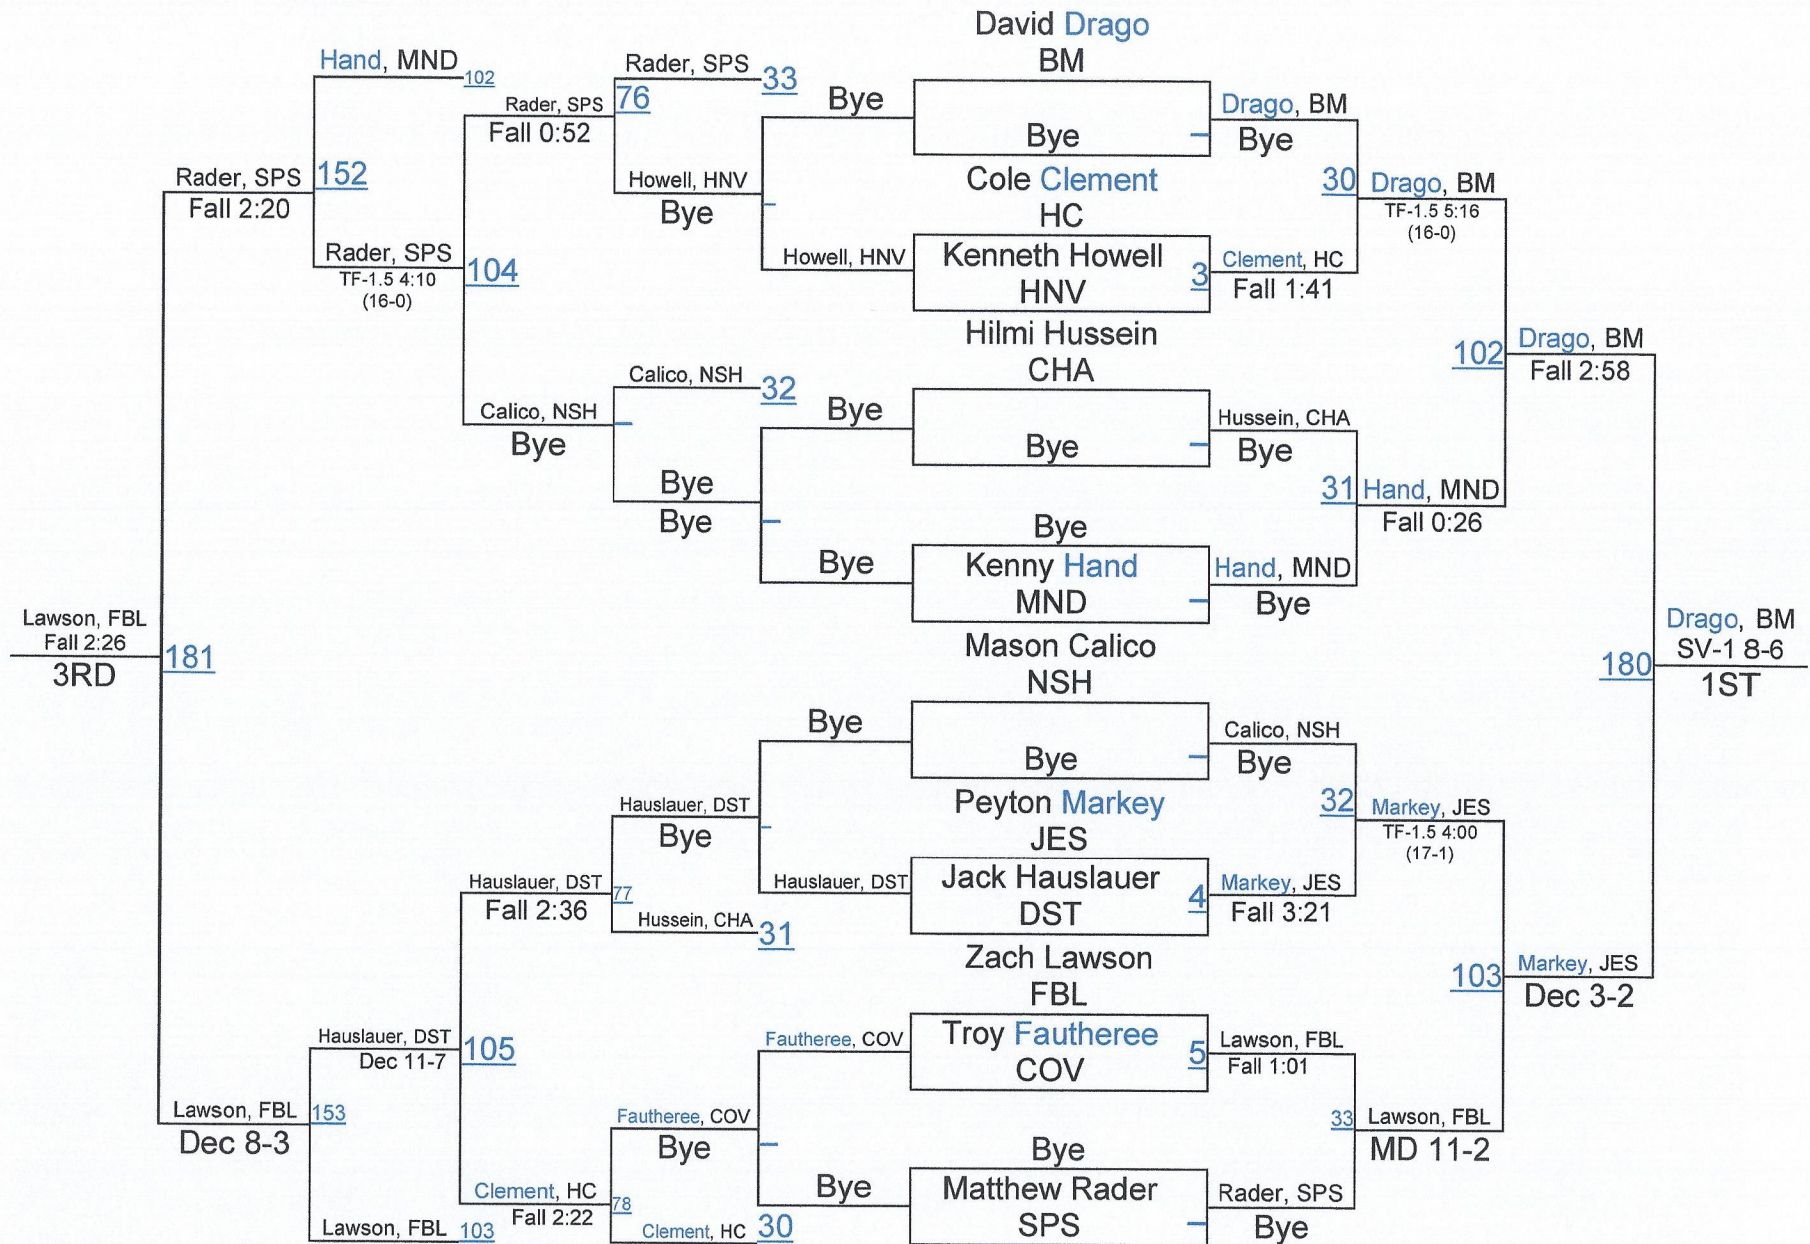 David Drago
BM
Hand, MND
102
Rader, SPS
33
Rader, SPS
76
Fall 0:52
Bye
Drago, BM
Bye
Bye
Rader, SPS
152
Fall 2:20
Howell, HNV
Bye
Cole Clement
HC
30
Drago, BM
TF-1.5 5:16
(16-0)
Rader, SPS
TF-1.5 4:10
(16-0)
104
Howell, HNV
Kenneth Howell
HNV
3
Clement, HC
Fall 1:41
Hilmi Hussein
CHA
102
Drago, BM
Fall 2:58
Calico, NSH
32
Calico, NSH
Bye
Bye
Bye
Hussein, CHA
Bye
Bye
Bye
31
Hand, MND
Fall 0:26
Bye
Bye
Kenny Hand
MND
Hand, MND
Bye
Lawson, FBL
Fall 2:26
3RD
181
Mason Calico
NSH
180
Drago, BM
SV-1 8-6
1ST
Bye
Bye
Calico, NSH
Bye
Hauslauer, DST
Bye
Peyton Markey
JES
32
Markey, JES
TF-1.5 4:00
(17-1)
Hauslauer, DST
Fall 2:36
77
Hauslauer, DST
Jack Hauslauer
DST
4
Markey, JES
Fall 3:21
Hussein, CHA
31
Zach Lawson
FBL
103
Markey, JES
Dec 3-2
Hauslauer, DST
Dec 11-7
105
Fautheree, COV
Troy Fautheree
COV
5
Lawson, FBL
Fall 1:01
Lawson, FBL
153
Dec 8-3
Fautheree, COV
Bye
Bye
33
Lawson, FBL
MD 11-2
Clement, HC
Fall 2:22
78
Bye
Matthew Rader
SPS
Rader, SPS
Bye
Lawson, FBL
103
Clement, HC
30